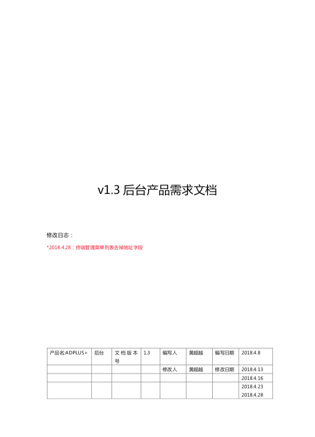 v1.3 后台产品需求文档
修改日志：
*2018.4.28：终端管理简单列表去掉地址字段
产品名ADPLUS+ 后台 文档版本号 1.3 编写人 黄超越 编写日期 2018.4.8
修改人 黄超越 修改日期 2018.4.13
2018.4.16
2018.4.23
2018.4.28